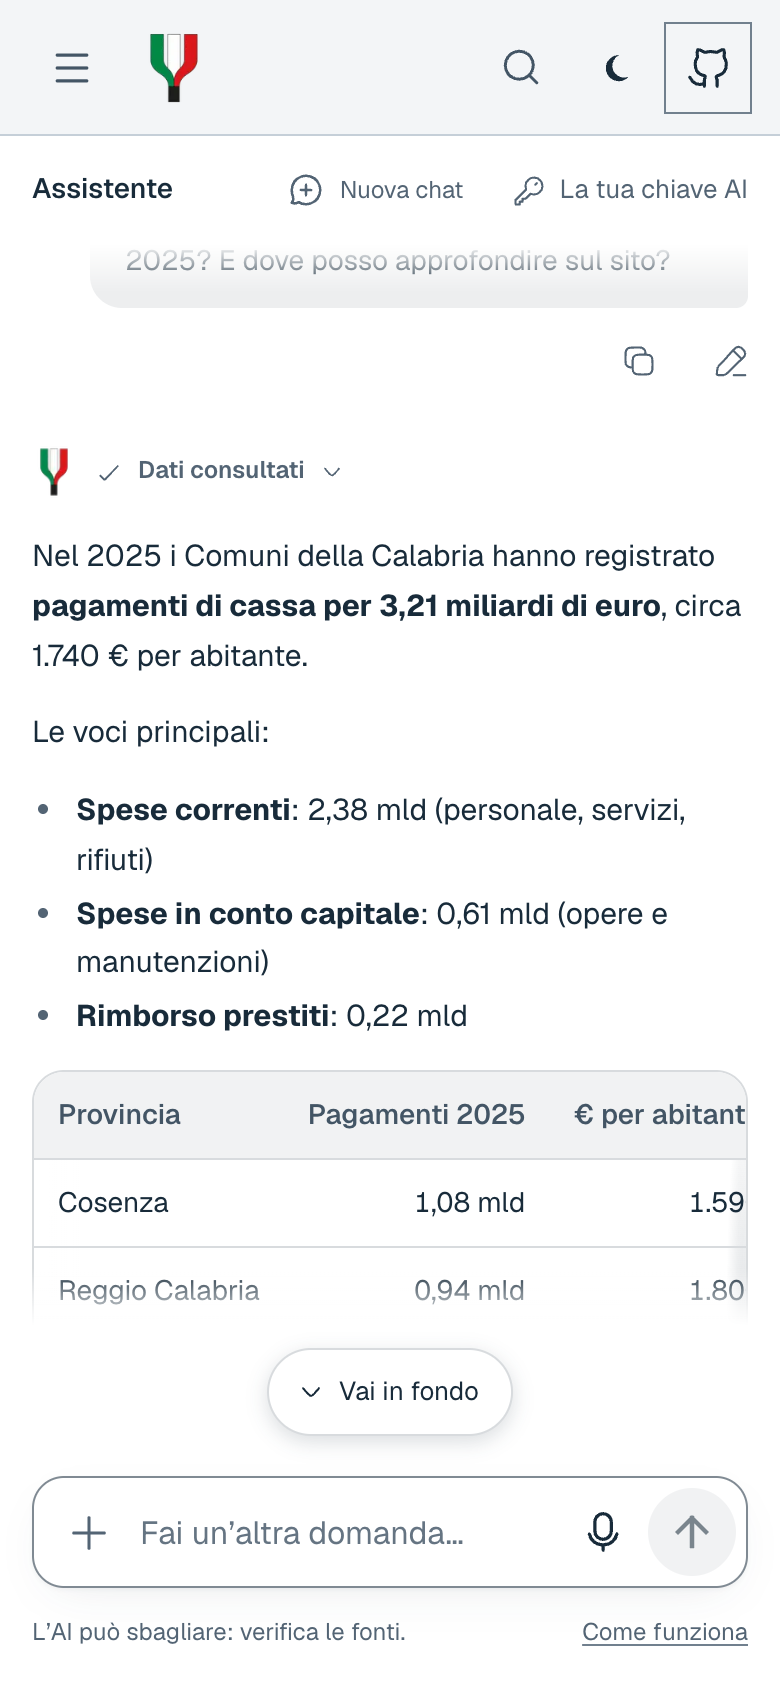 Assistente
Nuova chat
La tua chiave AI
2025? E dove posso approfondire sul sito?
Dati consultati
Nel 2025 i Comuni della Calabria hanno registrato
pagamenti di cassa per 3,21 miliardi di euro, circa
1.740 € per abitante.
Le voci principali:
Spese correnti: 2,38 mld (personale, servizi,
rifiuti)
Spese in conto capitale: 0,61 mld (opere e
manutenzioni)
Rimborso prestiti: 0,22 mld
Provincia Pagamenti 2025 € per abitant
Cosenza 1,08 mld 1.59
Reggio Calabria 0,94 mld 1.80
Vai in fondo
Fai un’altra domanda...
L’AI può sbagliare: verifica le fonti.
Come funziona